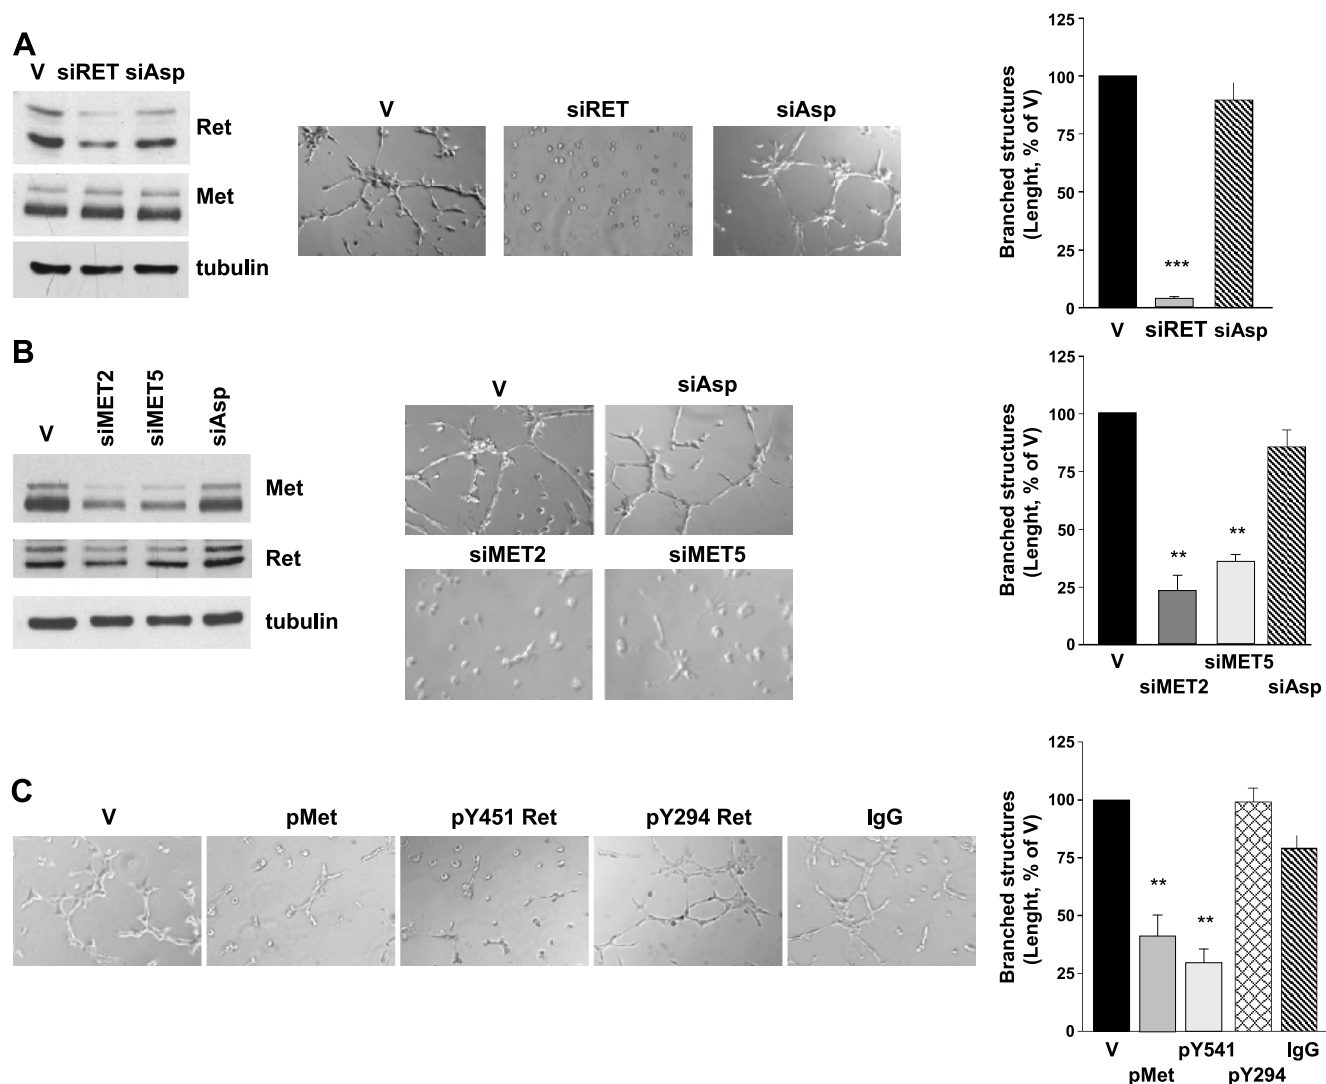 A
V siRET siAsp
Ret
Met
tubulin
V
siRET
siAsp
Branched structures
(Lenght, % of V)
125
100
75
50
25
0
***
V
siRET
siAsp
B
V
siMET2
siMET5
siAsp
Met
Ret
tubulin
V
siAsp
siMET2
siMET5
Branched structures
(Lenght, % of V)
125
100
75
50
25
0
**
**
V
siMET5
siMET2
siAsp
C
V
pMet
pY451 Ret
pY294 Ret
IgG
Branched structures
(Lenght, % of V)
125
100
75
50
25
0
**
**
V
pY541
IgG
pMet
pY294